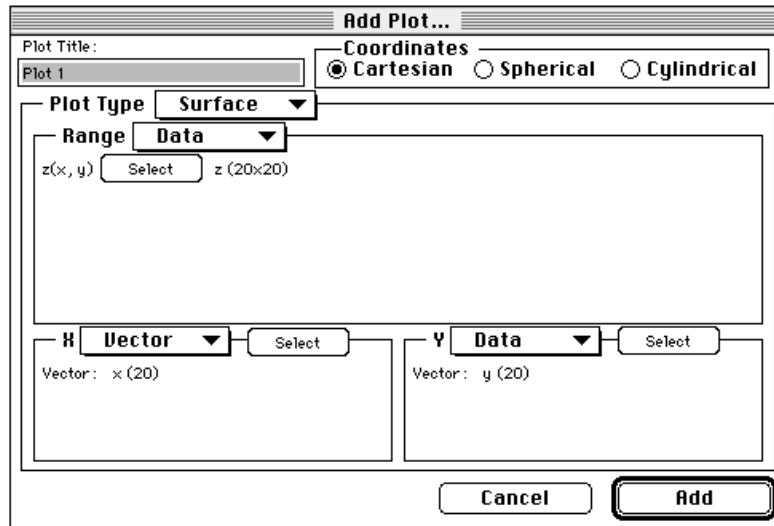 Add Plot...
Plot Title:
Plot 1
Coordinates
Cartesian Spherical Cylindrical
Plot Type Surface
Range Data
z(x, y) Select z (20x20)
X Vector Select
Vector: x (20)
Y Data Select
Vector: y (20)
Cancel Add